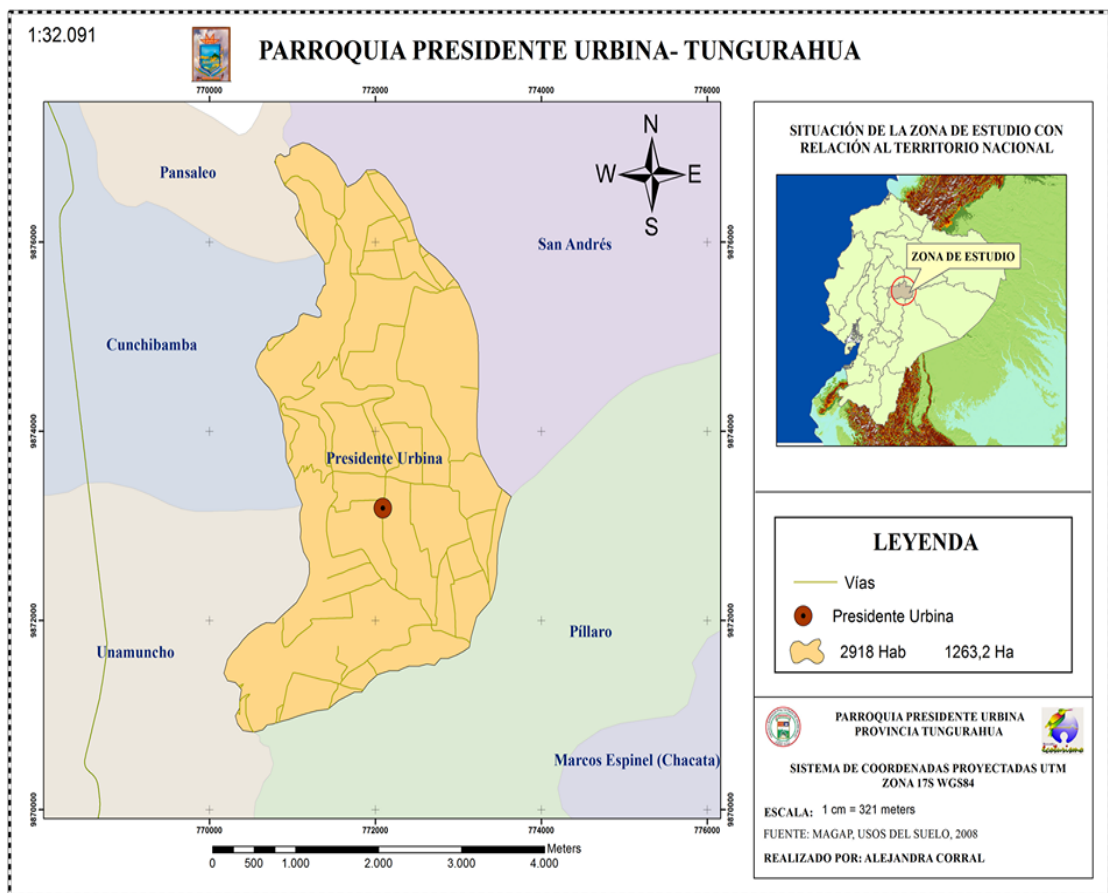 1:32.091
PARROQUIA PRESIDENTE URBINA- TUNGURAHUA
770000
772000
774000
776000
N
W
E
S
Pansaleo
San Andrés
9876000
9876000
Cunchibamba
9874000
9874000
Presidente Urbina
9872000
9872000
Píllaro
Unamuncho
Marcos Espinel (Chacata)
9870000
9870000
770000
772000
774000
776000
Meters
0 500 1.000 2.000 3.000 4.000
SITUACIÓN DE LA ZONA DE ESTUDIO CON
RELACIÓN AL TERRITORIO NACIONAL
ZONA DE ESTUDIO
LEYENDA
Vías
Presidente Urbina
2918 Hab 1263,2 Ha
PARROQUIA PRESIDENTE URBINA
PROVINCIA TUNGURAHUA
SISTEMA DE COORDENADAS PROYECTADAS UTM
ZONA 17S WGS84
ESCALA: 1 cm = 321 meters
FUENTE: MAGAP, USOS DEL SUELO, 2008
REALIZADO POR: ALEJANDRA CORRAL